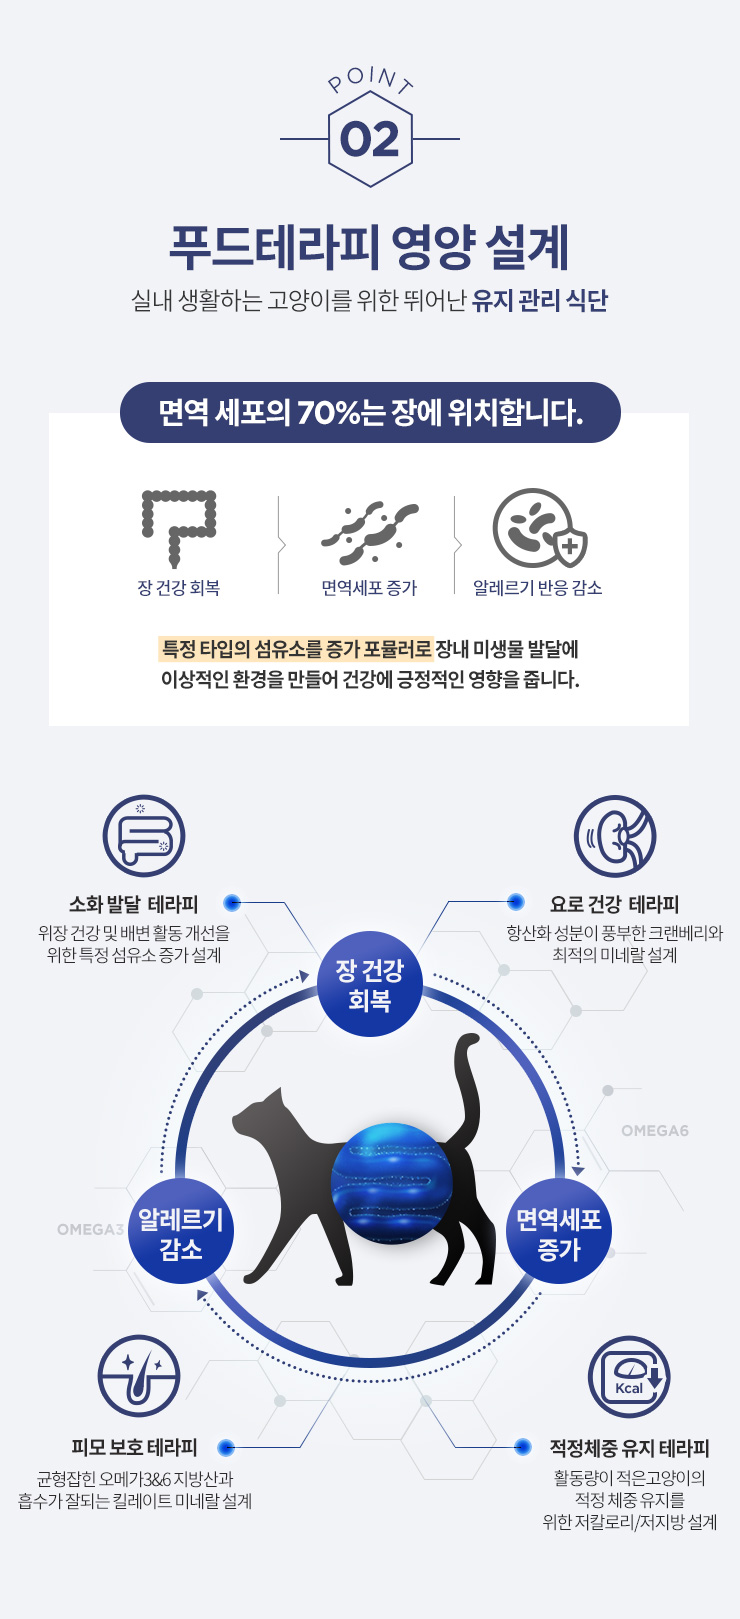 POINT
02
푸드테라피 영양 설계
실내 생활하는 고양이를 위한 뛰어난 유지 관리 식단
면역 세포의 70%는 장에 위치합니다.
장 건강 회복
면역세포 증가
알레르기 반응 감소
특정 타입의 섬유소를 증가 포뮬러로 장내 미생물 발달에
이상적인 환경을 만들어 건강에 긍정적인 영향을 줍니다.
소화 발달 테라피
위장 건강 및 배변 활동 개선을
위한 특정 섬유소 증가 설계
요로 건강 테라피
항산화 성분이 풍부한 크랜베리와
최적의 미네랄 설계
장 건강
회복
OMEGA6
OMEGA3
알레르기
감소
면역세포
증가
피모 보호 테라피
균형잡힌 오메가3&6 지방산과
흡수가 잘되는 킬레이트 미네랄 설계
Kcal
적정체중 유지 테라피
활동량이 적은고양이의
적정 체중 유지를
위한 저칼로리/저지방 설계